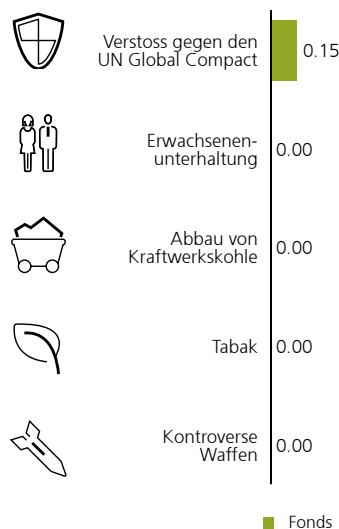 Verstoss gegen den
UN Global Compact
0.15
Erwachsenen-
unterhaltung
0.00
Abbau von
Kraftwerkskohle
0.00
Tabak
0.00
Kontroverse
Waffen
0.00
Fonds